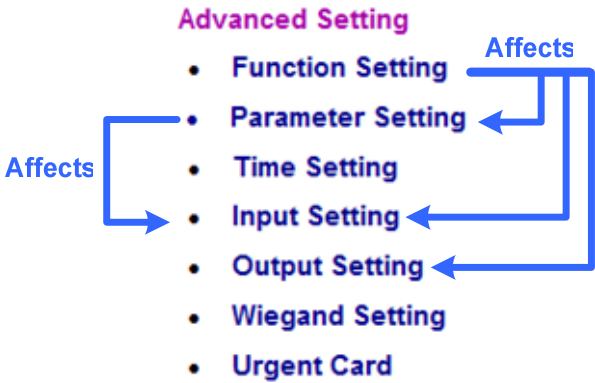 Advanced Setting
Affects
• Function Setting
• Parameter Setting
Affects
• Time Setting
• Input Setting
• Output Setting
• Wiegand Setting
• Urgent Card